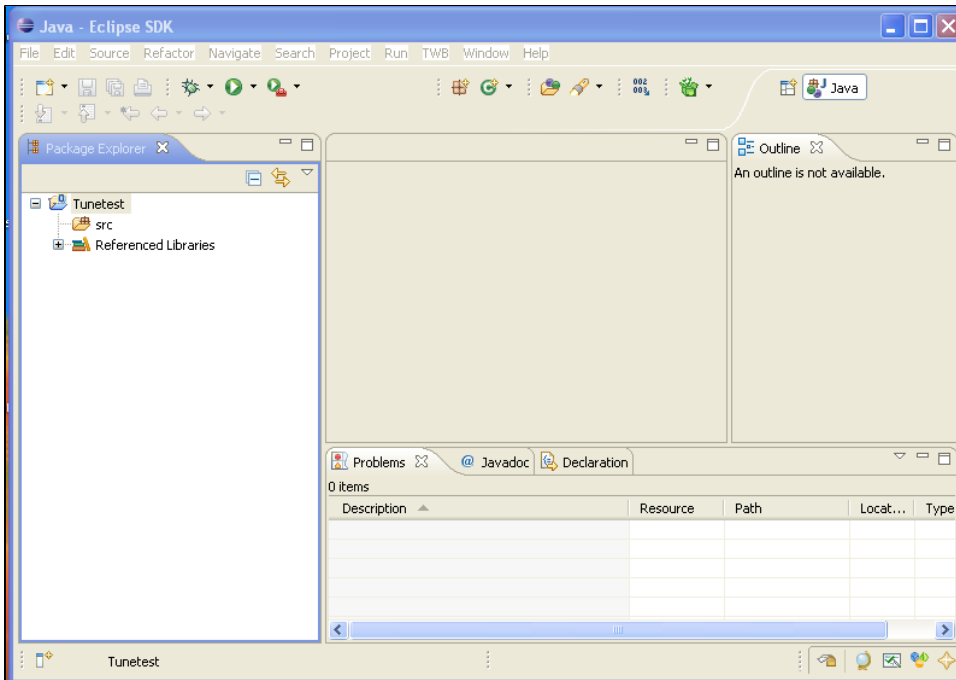 Java - Eclipse SDK
File Edit Source Refactor Navigate Search Project Run TWB Window Help
Java
Package Explorer
Outline
An outline is not available.
Tunetest
src
Referenced Libraries
Problems @ Javadoc Declaration
0 items
Description Resource Path Locat... Type
Tunetest